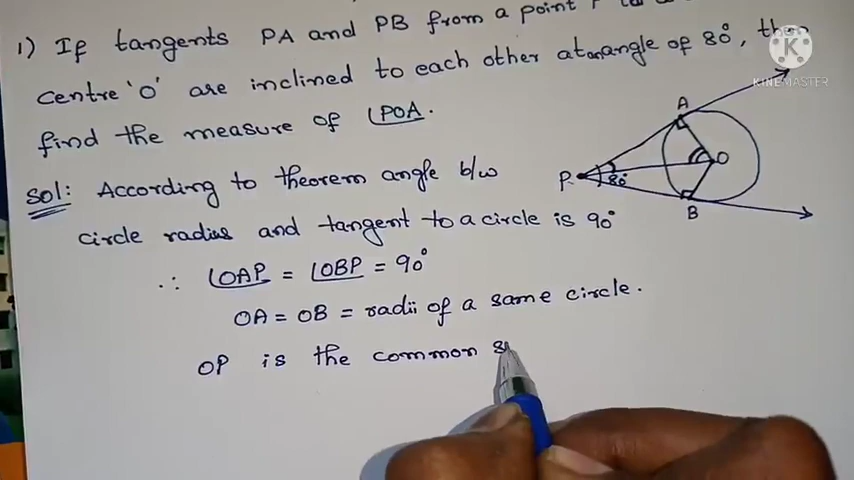 1) If tangents PA and PB from a point P to a
centre 'O' are inclined to each other at an angle of 80°, then
find the measure of ∠POA.
Sol: According to theorem angle b/w
circle radius and tangent to a circle is 90°
∴ ∠OAP = ∠OBP = 90°
OA = OB = radii of a same circle.
OP is the common s
A
O
P
80°
B
K
KINEMASTER